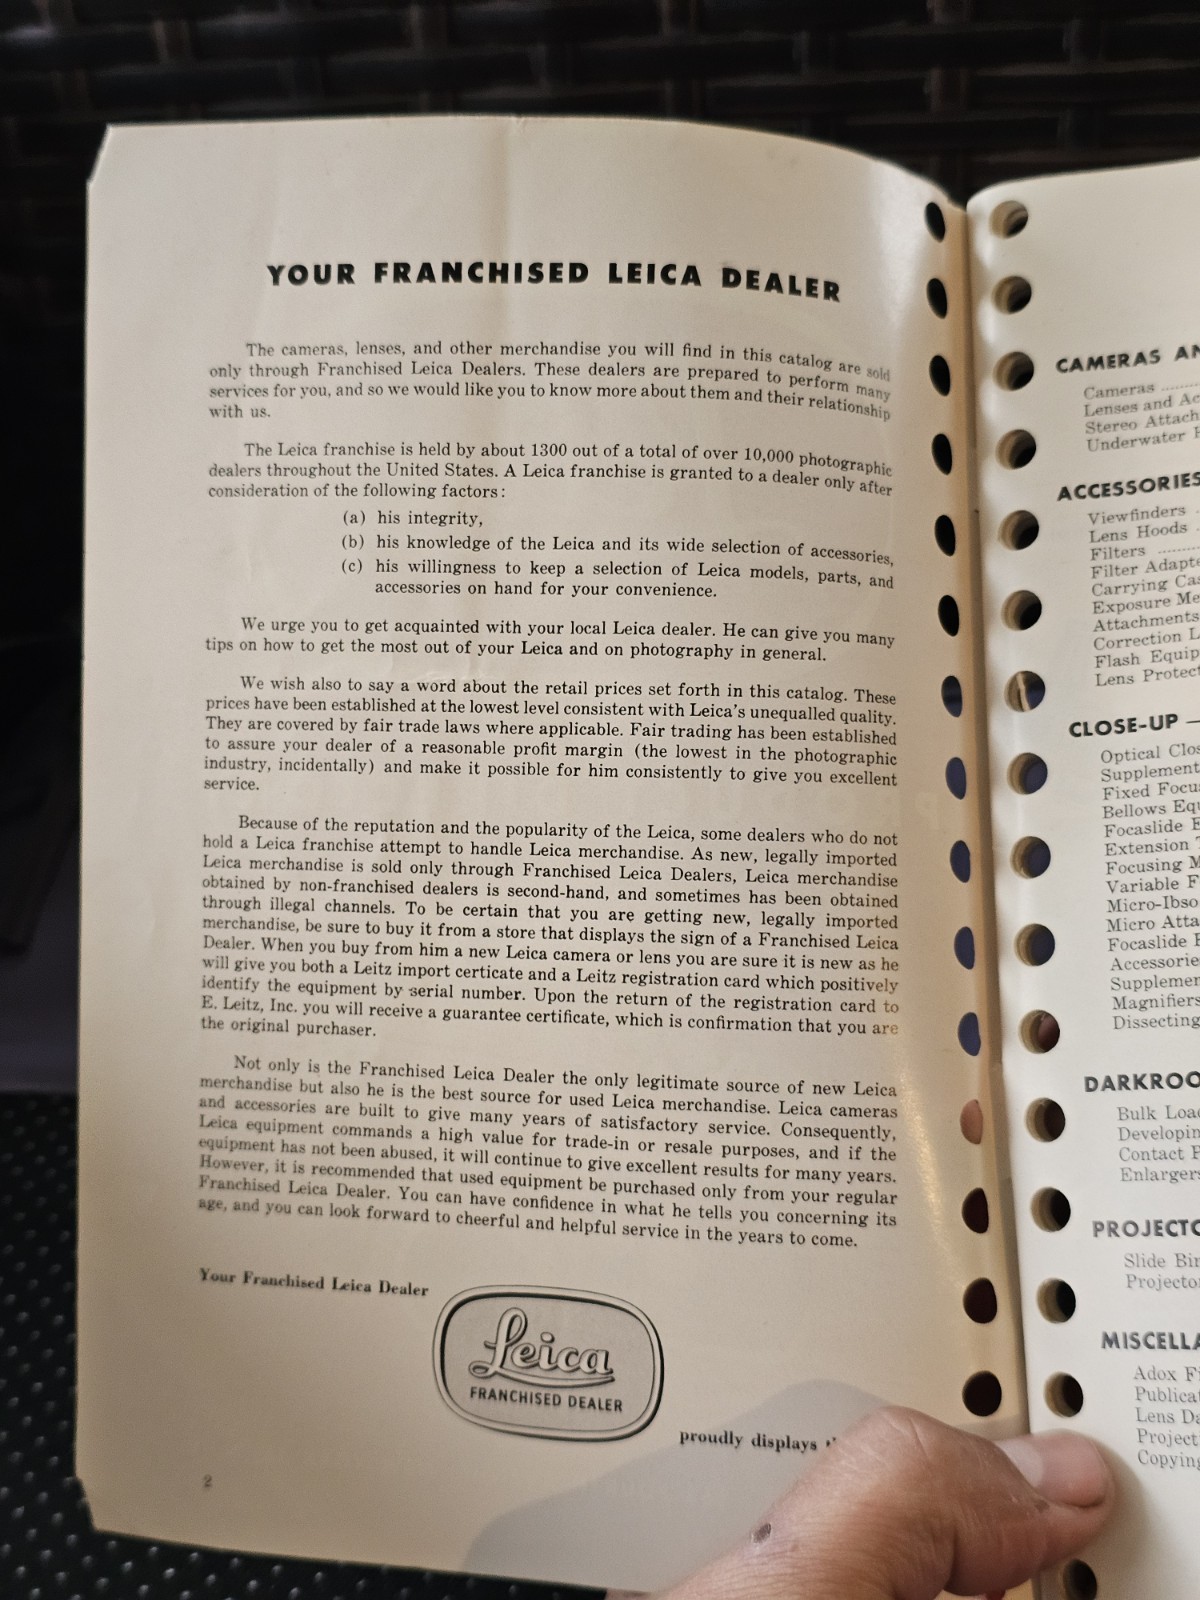 YOUR FRANCHISED LEICA DEALER
The cameras, lenses, and other merchandise you will find in this catalog are sold
only through Franchised Leica Dealers. These dealers are prepared to perform many
services for you, and so we would like you to know more about them and their relationship
with us.
The Leica franchise is held by about 1300 out of a total of over 10,000 photographic
dealers throughout the United States. A Leica franchise is granted to a dealer only after
consideration of the following factors:
(a) his integrity,
(b) his knowledge of the Leica and its wide selection of accessories,
(c) his willingness to keep a selection of Leica models, parts, and
accessories on hand for your convenience.
We urge you to get acquainted with your local Leica dealer. He can give you many
tips on how to get the most out of your Leica and on photography in general.
We wish also to say a word about the retail prices set forth in this catalog. These
prices have been established at the lowest level consistent with Leica's unequalled quality.
They are covered by fair trade laws where applicable. Fair trading has been established
to assure your dealer of a reasonable profit margin (the lowest in the photographic
industry, incidentally) and make it possible for him consistently to give you excellent
service.
Because of the reputation and the popularity of the Leica, some dealers who do not
hold a Leica franchise attempt to handle Leica merchandise. As new, legally imported
Leica merchandise is sold only through Franchised Leica Dealers, Leica merchandise
obtained by non-franchised dealers is second-hand, and sometimes has been obtained
through illegal channels. To be certain that you are getting new, legally imported
merchandise, be sure to buy it from a store that displays the sign of a Franchised Leica
Dealer. When you buy from him a new Leica camera or lens you are sure it is new as he
will give you both a Leitz import certicate and a Leitz registration card which positively
identify the equipment by serial number. Upon the return of the registration card to
E. Leitz, Inc. you will receive a guarantee certificate, which is confirmation that you are
the original purchaser.
Not only is the Franchised Leica Dealer the only legitimate source of new Leica
merchandise but also he is the best source for used Leica merchandise. Leica cameras
and accessories are built to give many years of satisfactory service. Consequently,
Leica equipment commands a high value for trade-in or resale purposes, and if the
equipment has not been abused, it will continue to give excellent results for many years.
However, it is recommended that used equipment be purchased only from your regular
Franchised Leica Dealer. You can have confidence in what he tells you concerning its
age, and you can look forward to cheerful and helpful service in the years to come.
Your Franchised Leica Dealer
Leica
FRANCHISED DEALER
proudly displays
2
CAMERAS
Cameras
Lenses and
Stereo
Underwater
ACCESSORIES
Viewfinders
Lens Hoods
Filters
Filter
Carrying
Exposure
Attachments
Correction
Flash
Lens
CLOSE-UP —
Optical
Fixed
Bellows
Focaslide
Extension
Focusing
Variable
Micro
Focaslide
Magnifiers
Dissecting
Bulk
Contact
Enlargers
Slide
Adox
Lens